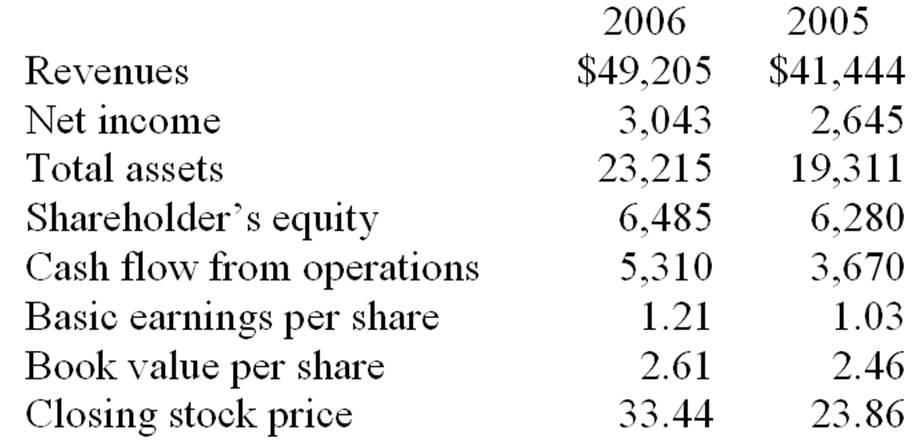 2006 2005
Revenues $49,205 $41,444
Net income 3,043 2,645
Total assets 23,215 19,311
Shareholder’s equity 6,485 6,280
Cash flow from operations 5,310 3,670
Basic earnings per share 1.21 1.03
Book value per share 2.61 2.46
Closing stock price 33.44 23.86